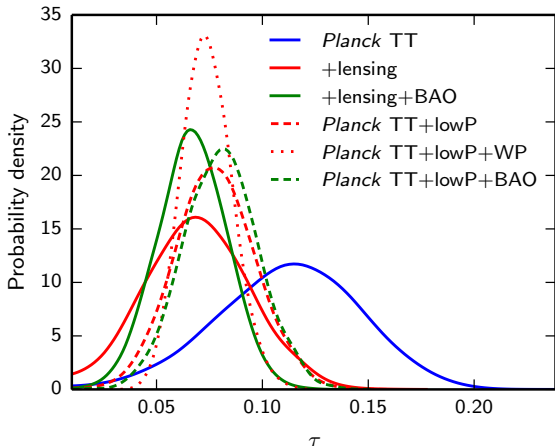 35
30
25
20
15
10
5
0
Probability density
Planck TT
+lensing
+lensing+BAO
Planck TT+lowP
Planck TT+lowP+WP
Planck TT+lowP+BAO
0.05 0.10 0.15 0.20
τ